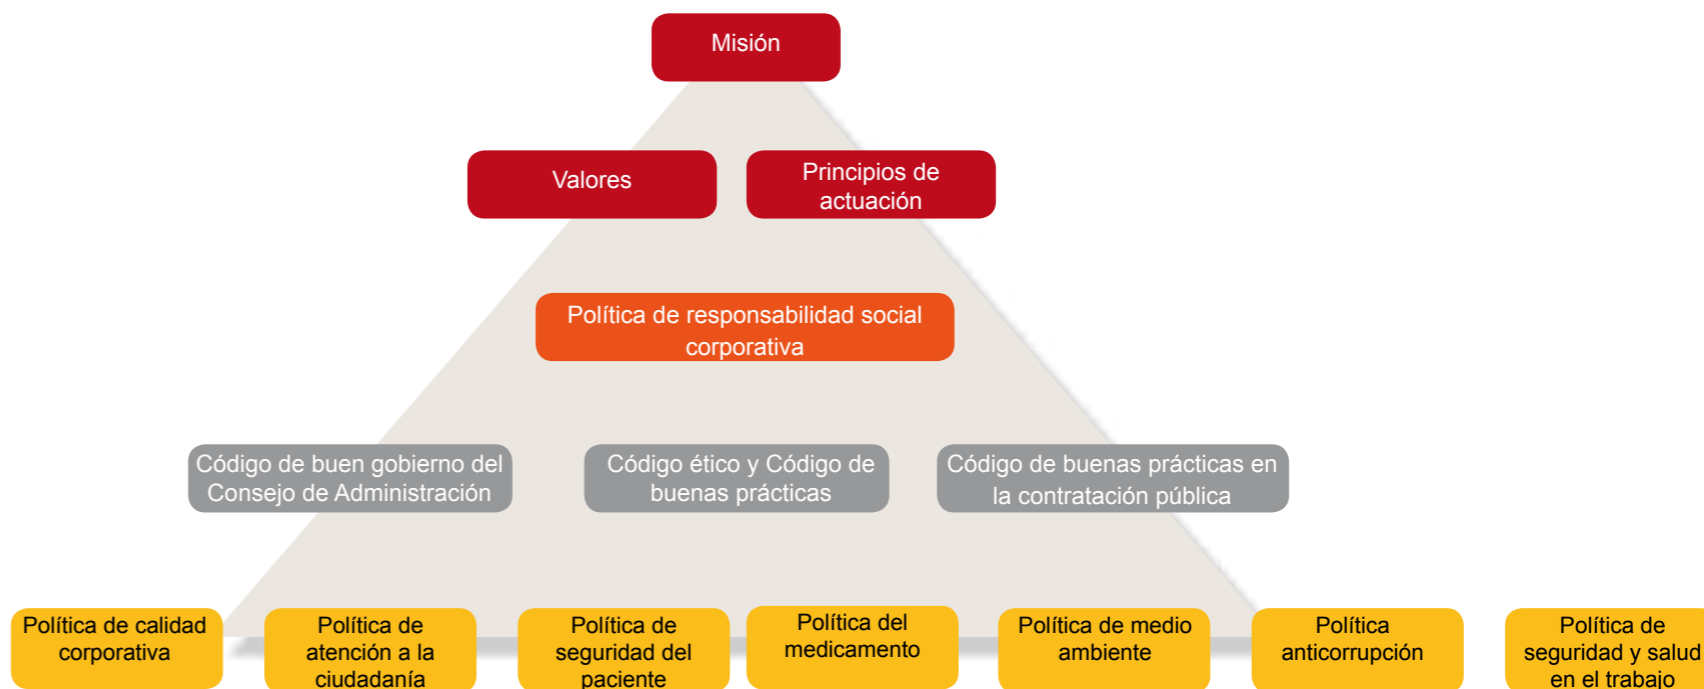 Misión
Valores
Principios de
actuación
Política de responsabilidad social
corporativa
Código de buen gobierno del
Consejo de Administración
Código ético y Código de
buenas prácticas
Código de buenas prácticas en
la contratación pública
Política de calidad
corporativa
Política de
atención a la
ciudadanía
Política de
seguridad del
paciente
Política del
medicamento
Política de medio
ambiente
Política
anticorrupción
Política de
seguridad y salud
en el trabajo